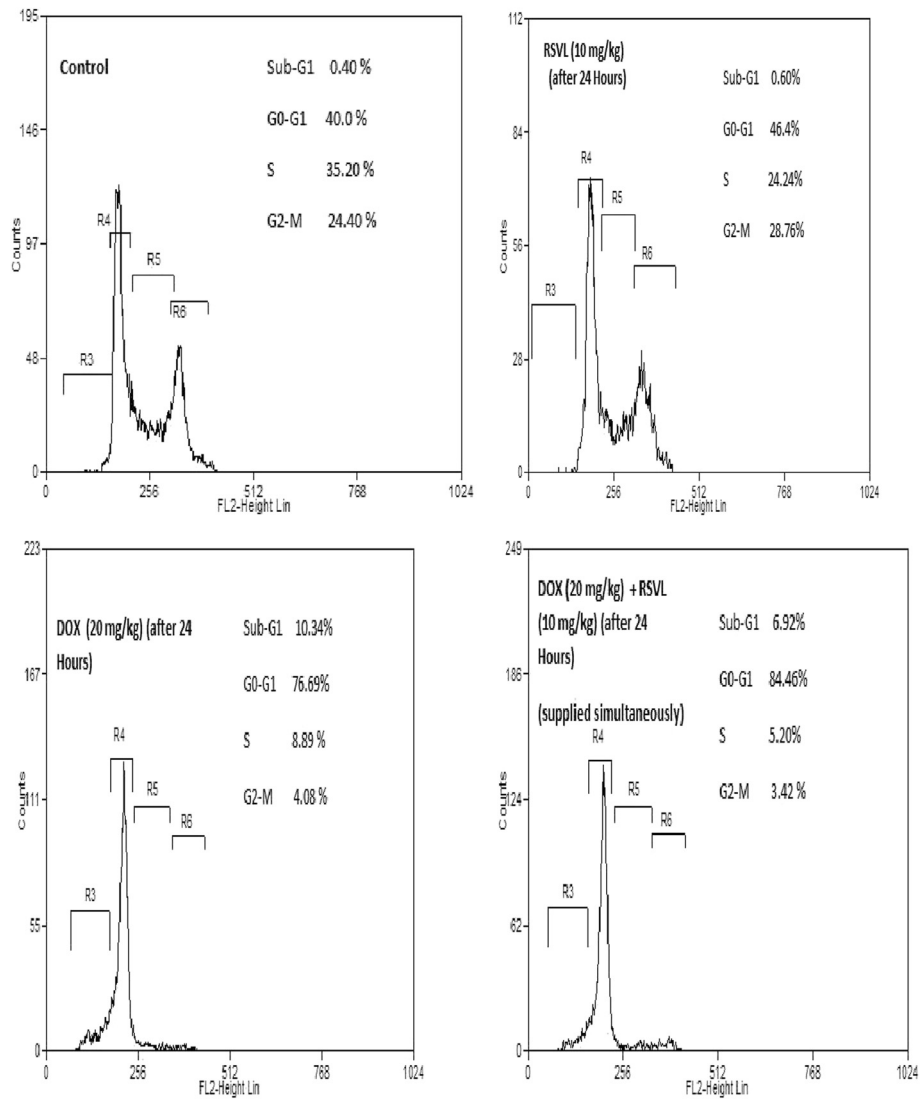 195
146
97
48
0
Counts
Control
Sub-G1 0.40 %
G0-G1 40.0 %
S 35.20 %
G2-M 24.40 %
R4
R5
R6
R3
0 256 512 768 1024
FL2-Height Lin
112
84
56
28
0
Counts
RSVL (10 mg/kg)
(after 24 Hours)
Sub-G1 0.60%
G0-G1 46.4%
S 24.24%
G2-M 28.76%
R4
R5
R6
R3
0 256 512 768 1024
FL2-Height Lin
223
167
111
55
0
Counts
DOX (20 mg/kg) (after 24
Hours)
Sub-G1 10.34%
G0-G1 76.69%
S 8.89 %
G2-M 4.08 %
R4
R5
R6
R3
0 256 512 768 1024
FL2-Height Lin
249
186
124
62
0
Counts
DOX (20 mg/kg) + RSVL
(10 mg/kg) (after 24
Hours)
(supplied simultaneously)
Sub-G1 6.92%
G0-G1 84.46%
S 5.20%
G2-M 3.42 %
R4
R5
R6
R3
0 256 512 768 1024
FL2-Height Lin